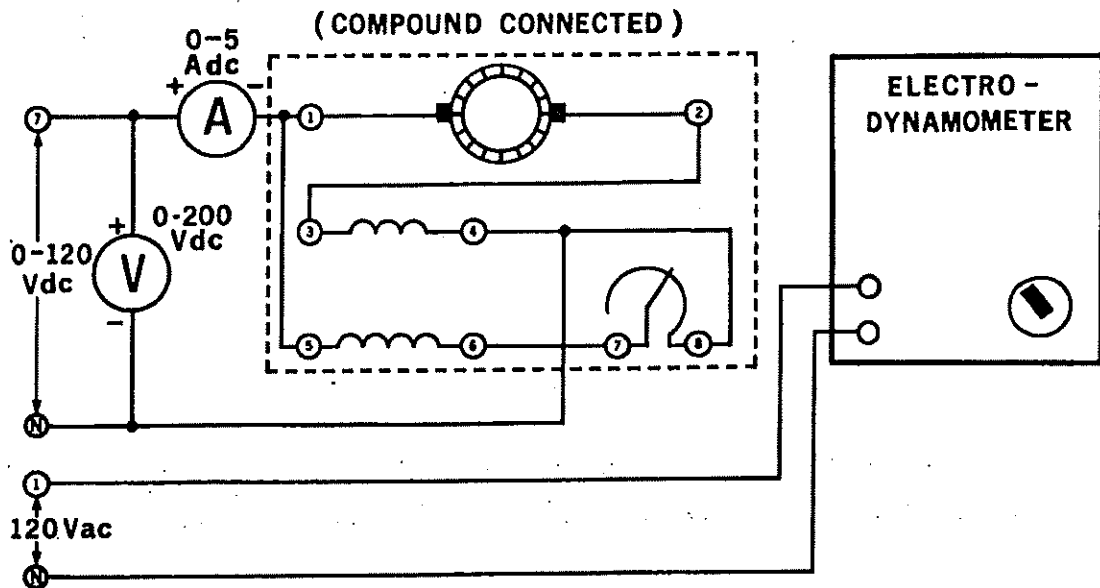 ( COMPOUND CONNECTED )
0-5
Adc
+
-
A
7
1
2
ELECTRO-
DYNAMOMETER
+
0-200
Vdc
V
-
0-120
Vdc
3
4
5
6
7
8
N
1
120 Vac
N